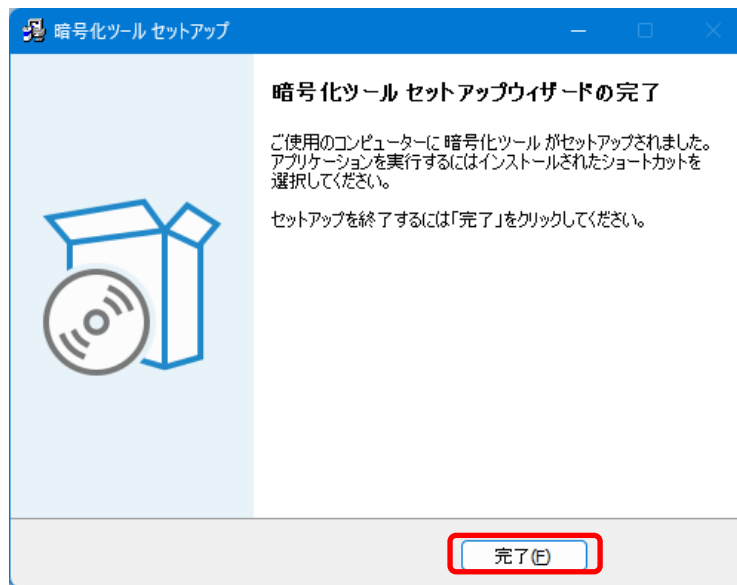 暗号化ツール セットアップ
暗号化ツール セットアップウィザードの完了
ご使用のコンピューターに 暗号化ツール がセットアップされました。
アプリケーションを実行するにはインストールされたショートカットを
選択してください。
セットアップを終了するには「完了」をクリックしてください。
完了(F)